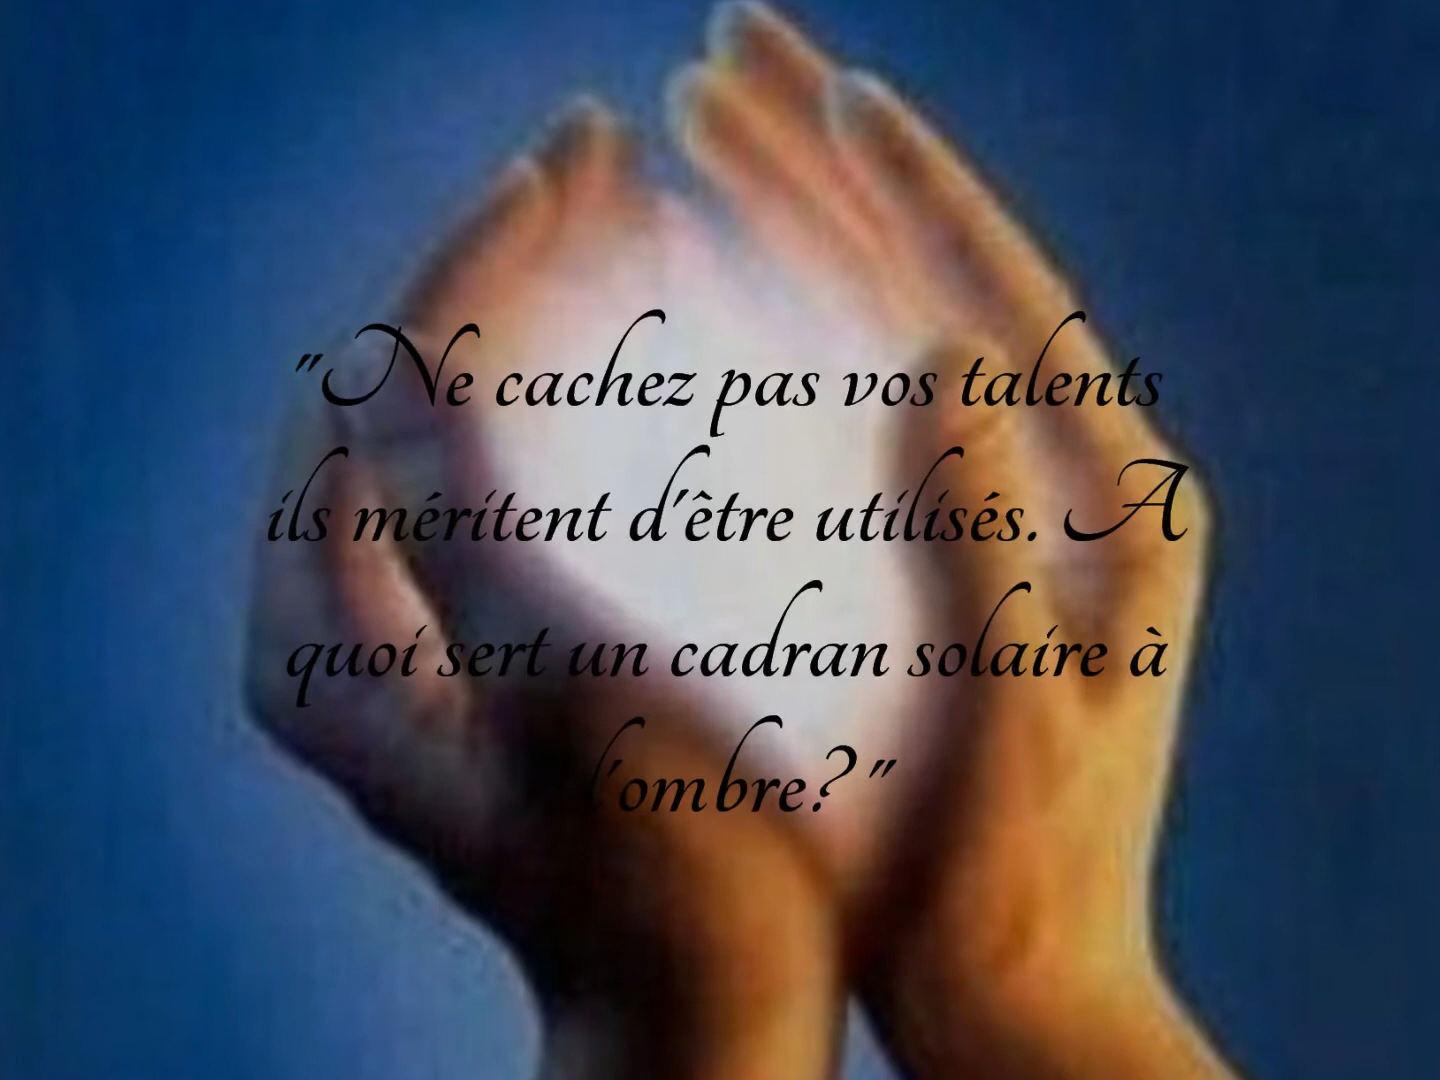 "Ne cachez pas vos talents
ils méritent d'être utilisés. A
quoi sert un cadran solaire à
l'ombre?"